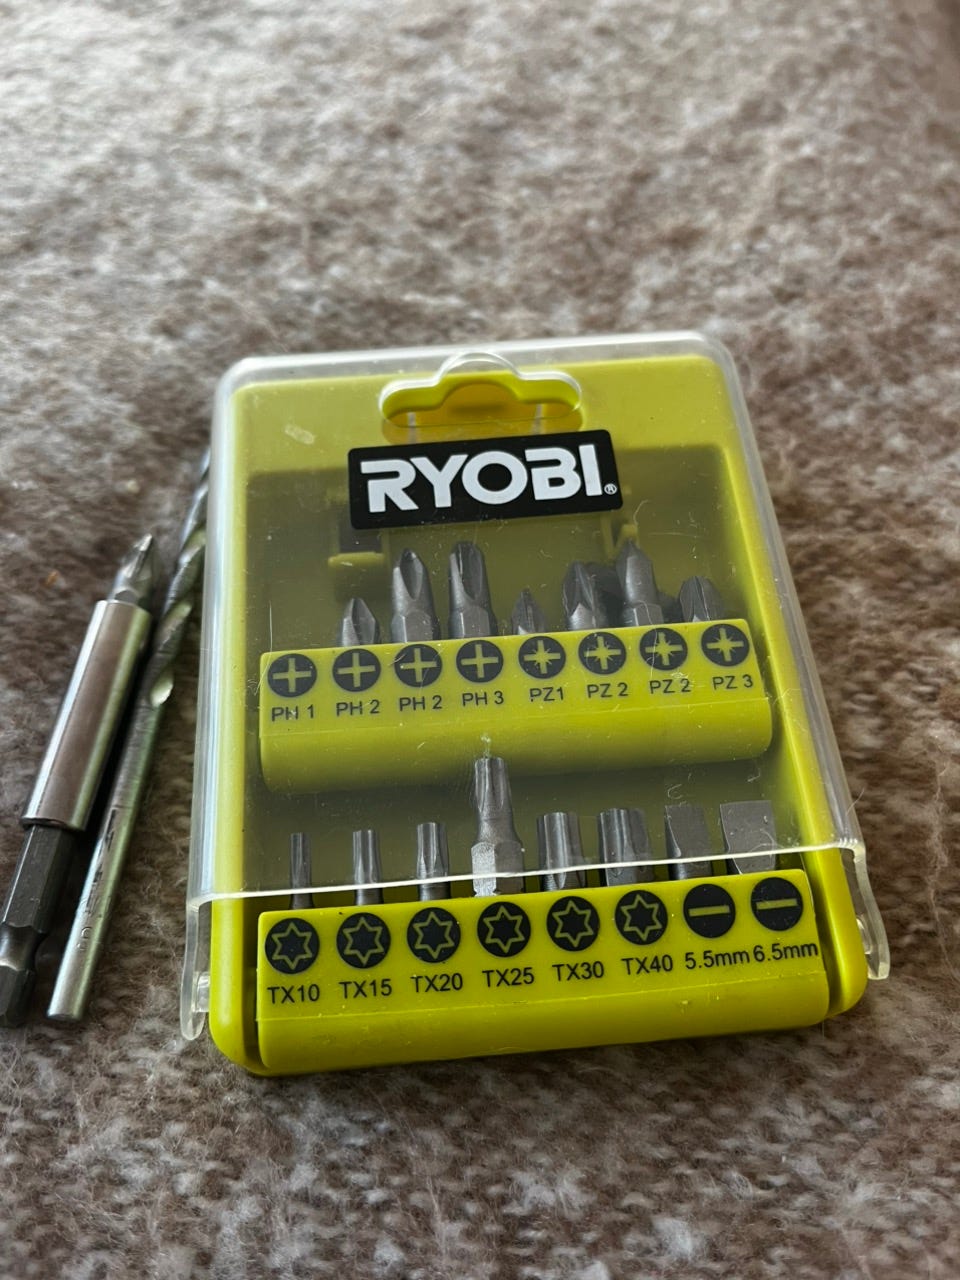 RYOBI®
PH 1 PH 2 PH 2 PH 3 PZ1 PZ 2 PZ 2 PZ 3
TX10 TX15 TX20 TX25 TX30 TX40 5.5mm 6.5mm